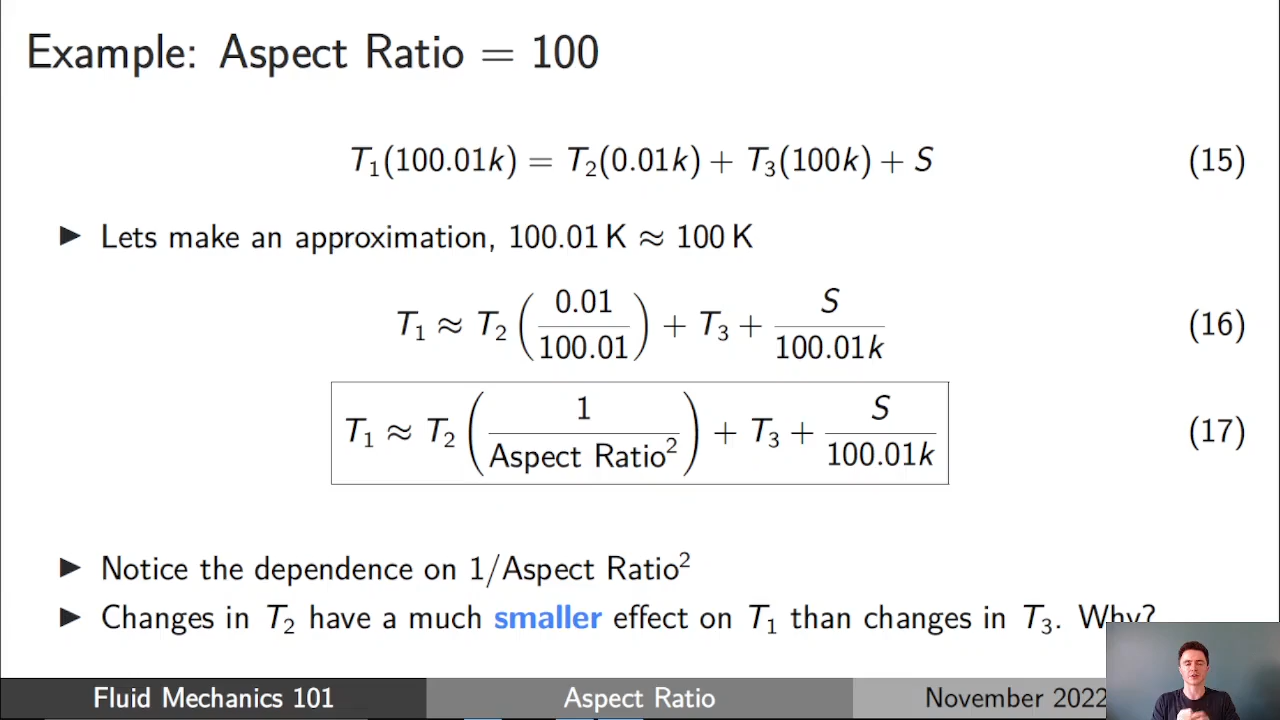 Example: Aspect Ratio = 100
T₁(100.01k) = T₂(0.01k) + T₃(100k) + S (15)
▶ Lets make an approximation, 100.01 K ≈ 100 K
T₁ ≈ T₂ (0.01/100.01) + T₃ + S/100.01k (16)
T₁ ≈ T₂ (1/Aspect Ratio²) + T₃ + S/100.01k (17)
▶ Notice the dependence on 1/Aspect Ratio²
▶ Changes in T₂ have a much smaller effect on T₁ than changes in T₃. Why?
Fluid Mechanics 101 Aspect Ratio November 2022